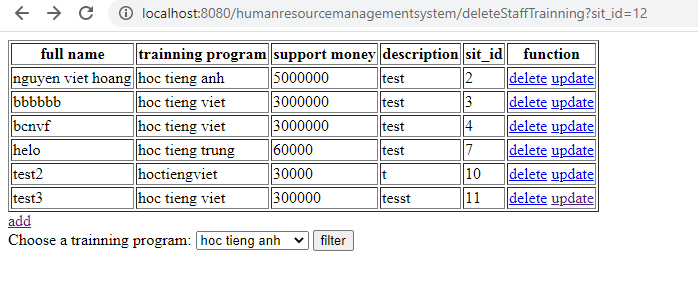 localhost:8080/humanresourcemanagementsystem/deleteStaffTrainning?sit_id=12
full name trainning program support money description sit_id function
nguyen viet hoang hoc tieng anh 5000000 test 2 delete update
bbbbbb hoc tieng viet 3000000 test 3 delete update
bcnvf hoc tieng viet 3000000 test 4 delete update
helo hoc tieng trung 60000 test 7 delete update
test2 hoctiengviet 30000 t 10 delete update
test3 hoc tieng viet 300000 tesst 11 delete update
add
Choose a trainning program: hoc tieng anh filter